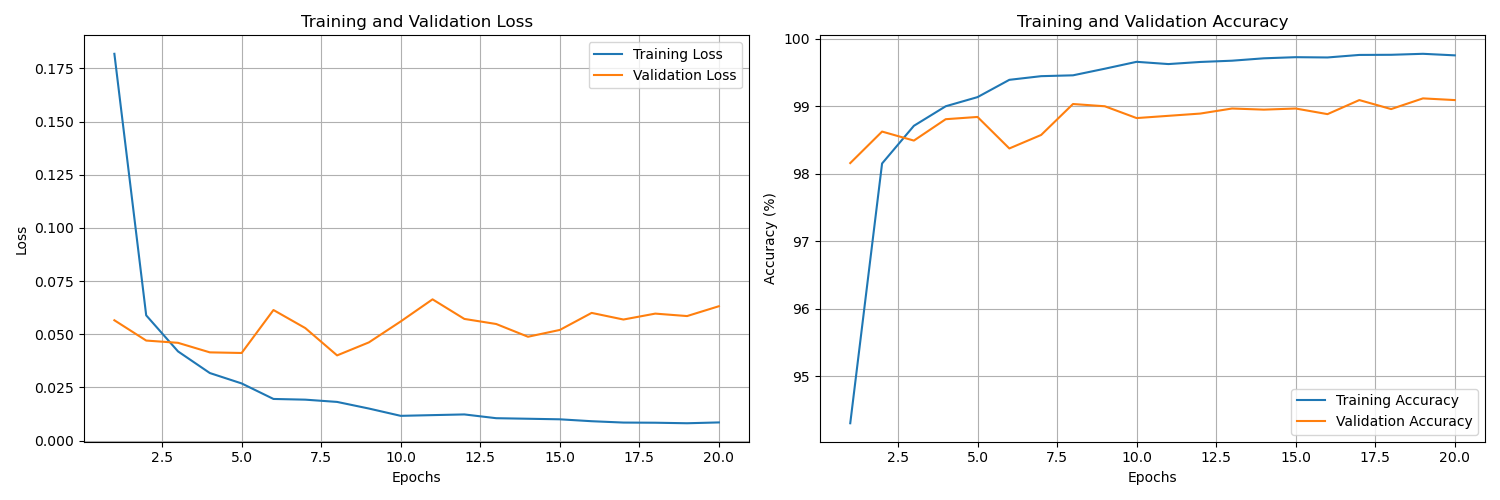 Training and Validation Loss
Training Loss
Validation Loss
0.175
0.150
0.125
0.100
0.075
0.050
0.025
0.000
Loss
2.5 5.0 7.5 10.0 12.5 15.0 17.5 20.0
Epochs
Training and Validation Accuracy
100
99
98
97
96
95
Accuracy (%)
Training Accuracy
Validation Accuracy
2.5 5.0 7.5 10.0 12.5 15.0 17.5 20.0
Epochs